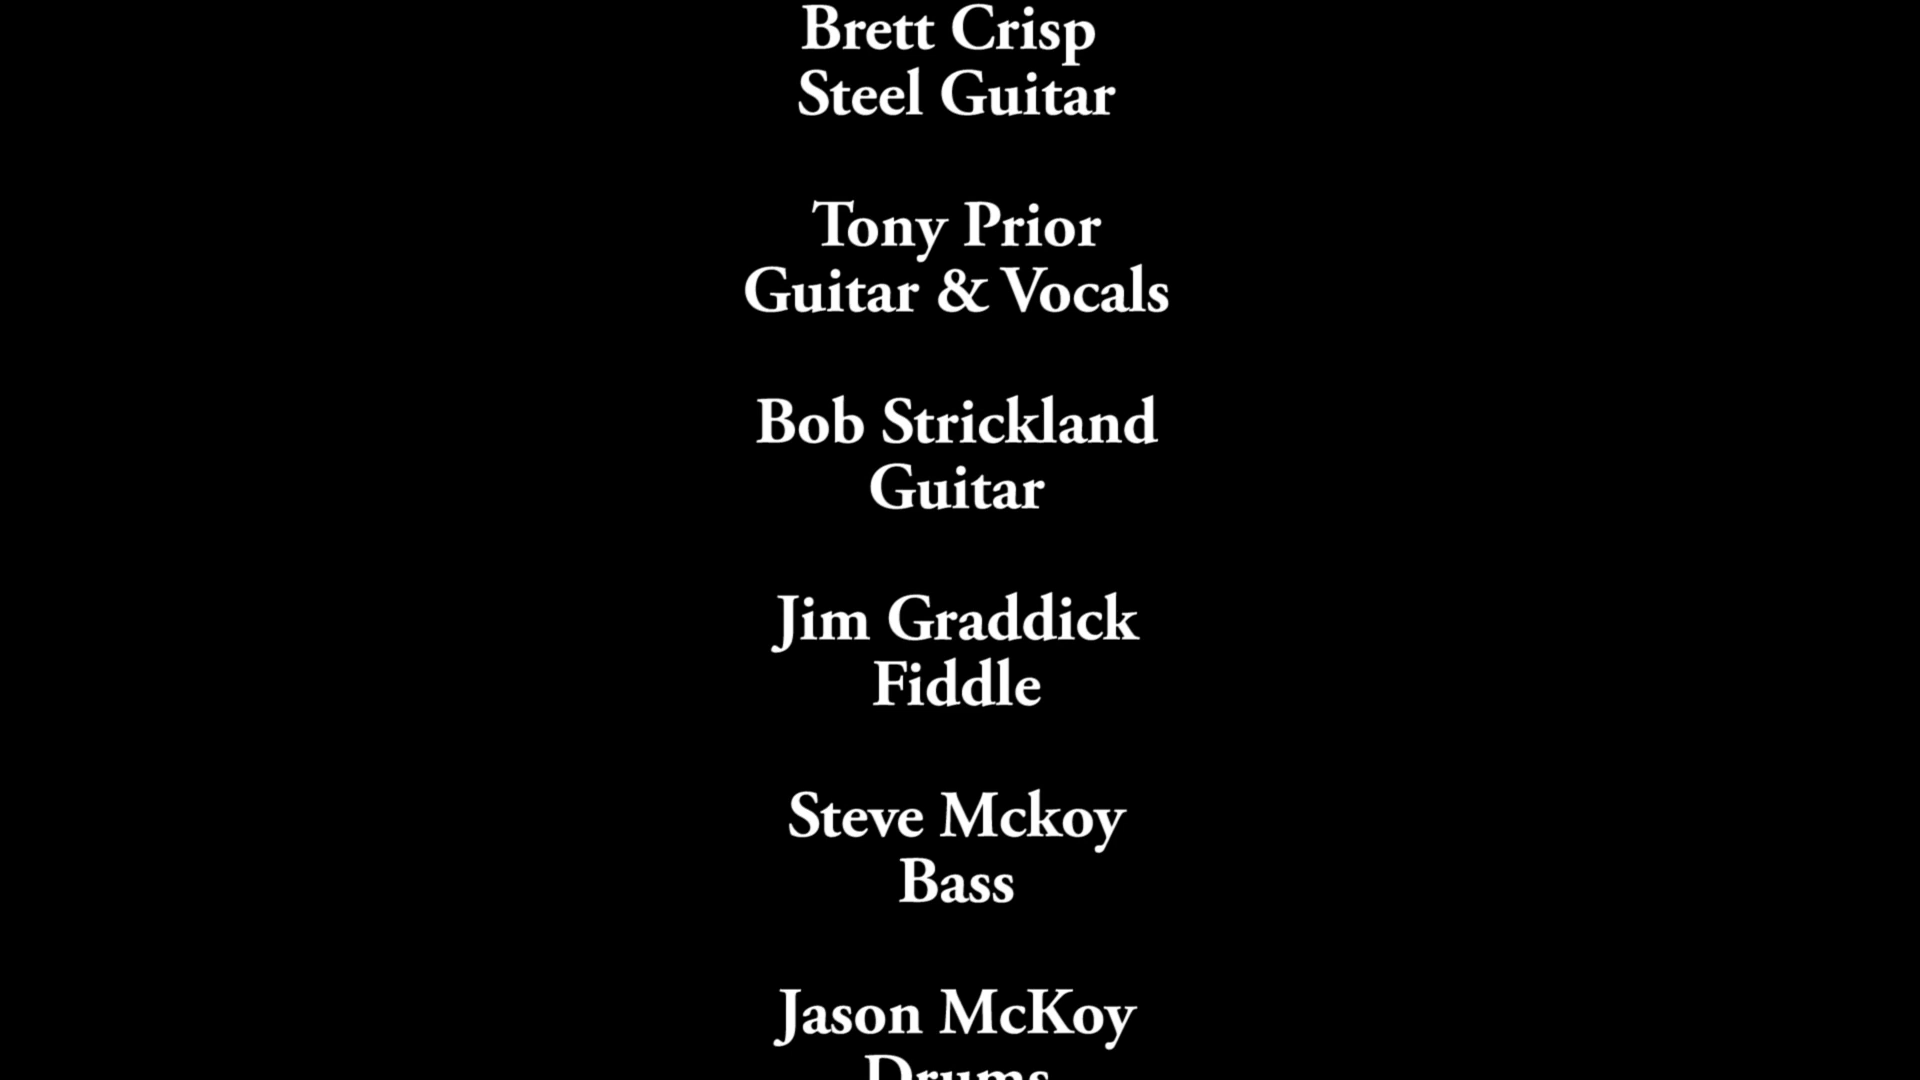 Brett Crisp
Steel Guitar
Tony Prior
Guitar & Vocals
Bob Strickland
Guitar
Jim Graddick
Fiddle
Steve Mckoy
Bass
Jason McKoy
Drums